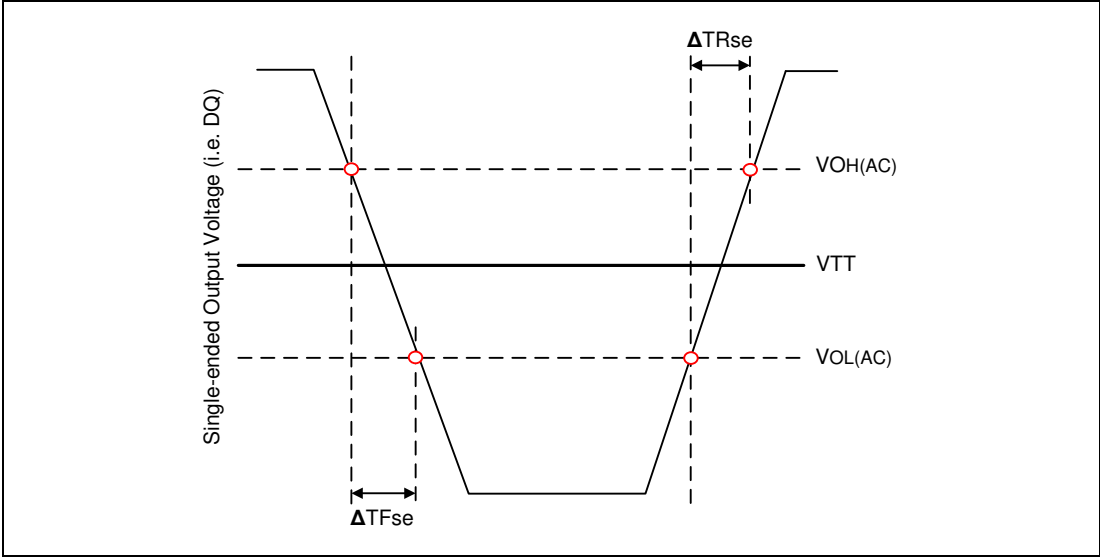 ΔTRse
Single-ended Output Voltage (i.e. DQ)
VOH(AC)
VTT
VOL(AC)
ΔTFse